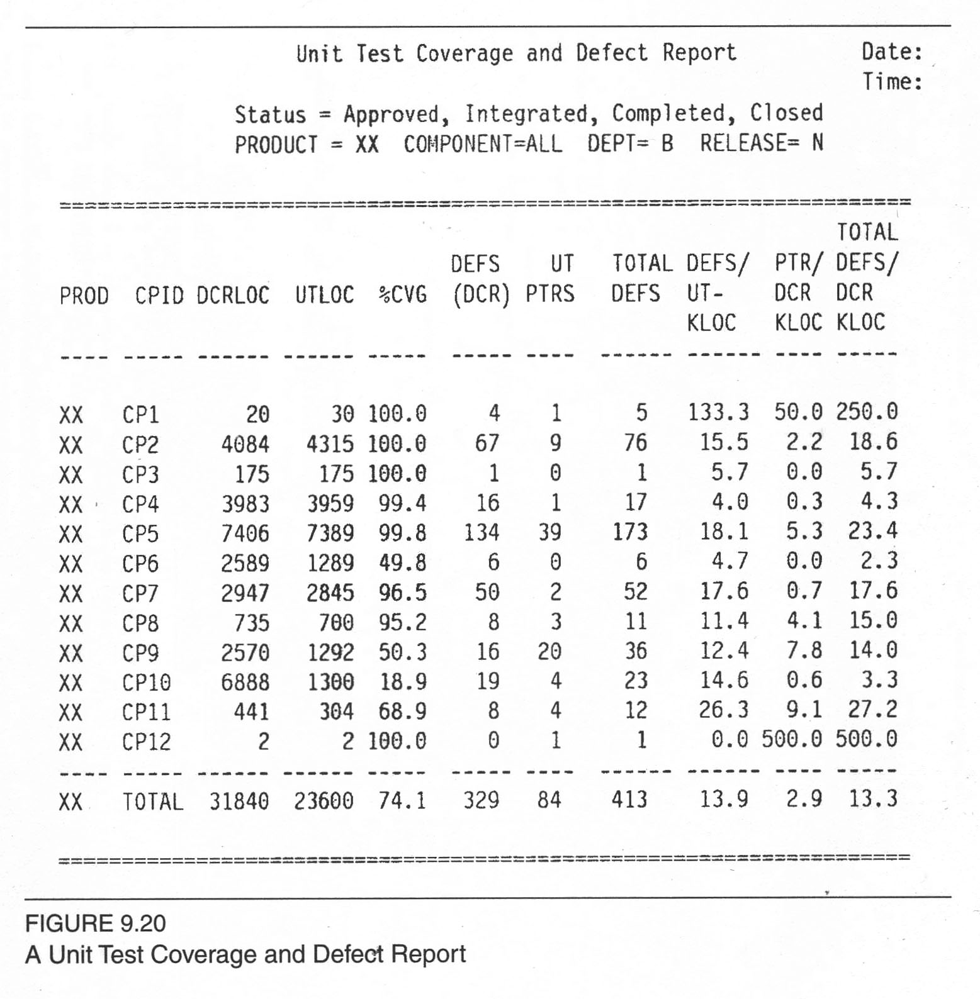 Unit Test Coverage and Defect Report Date:
Time:
Status = Approved, Integrated, Completed, Closed
PRODUCT = XX COMPONENT=ALL DEPT= B RELEASE= N
======================================================================
TOTAL
DEFS UT TOTAL DEFS/ PTR/ DEFS/
PROD CPID DCRLOC UTLOC %CVG (DCR) PTRS DEFS UT- DCR DCR
KLOC KLOC KLOC
---- ----- ------ ------ ----- ----- ---- ------ ------ ---- -----
XX CP1 20 30 100.0 4 1 5 133.3 50.0 250.0
XX CP2 4084 4315 100.0 67 9 76 15.5 2.2 18.6
XX CP3 175 175 100.0 1 0 1 5.7 0.0 5.7
XX CP4 3983 3959 99.4 16 1 17 4.0 0.3 4.3
XX CP5 7406 7389 99.8 134 39 173 18.1 5.3 23.4
XX CP6 2589 1289 49.8 6 0 6 4.7 0.0 2.3
XX CP7 2947 2845 96.5 50 2 52 17.6 0.7 17.6
XX CP8 735 700 95.2 8 3 11 11.4 4.1 15.0
XX CP9 2570 1292 50.3 16 20 36 12.4 7.8 14.0
XX CP10 6888 1300 18.9 19 4 23 14.6 0.6 3.3
XX CP11 441 304 68.9 8 4 12 26.3 9.1 27.2
XX CP12 2 2 100.0 0 1 1 0.0 500.0 500.0
---- ----- ------ ------ ----- ----- ---- ------ ------ ---- -----
XX TOTAL 31840 23600 74.1 329 84 413 13.9 2.9 13.3
======================================================================
FIGURE 9.20
A Unit Test Coverage and Defect Report